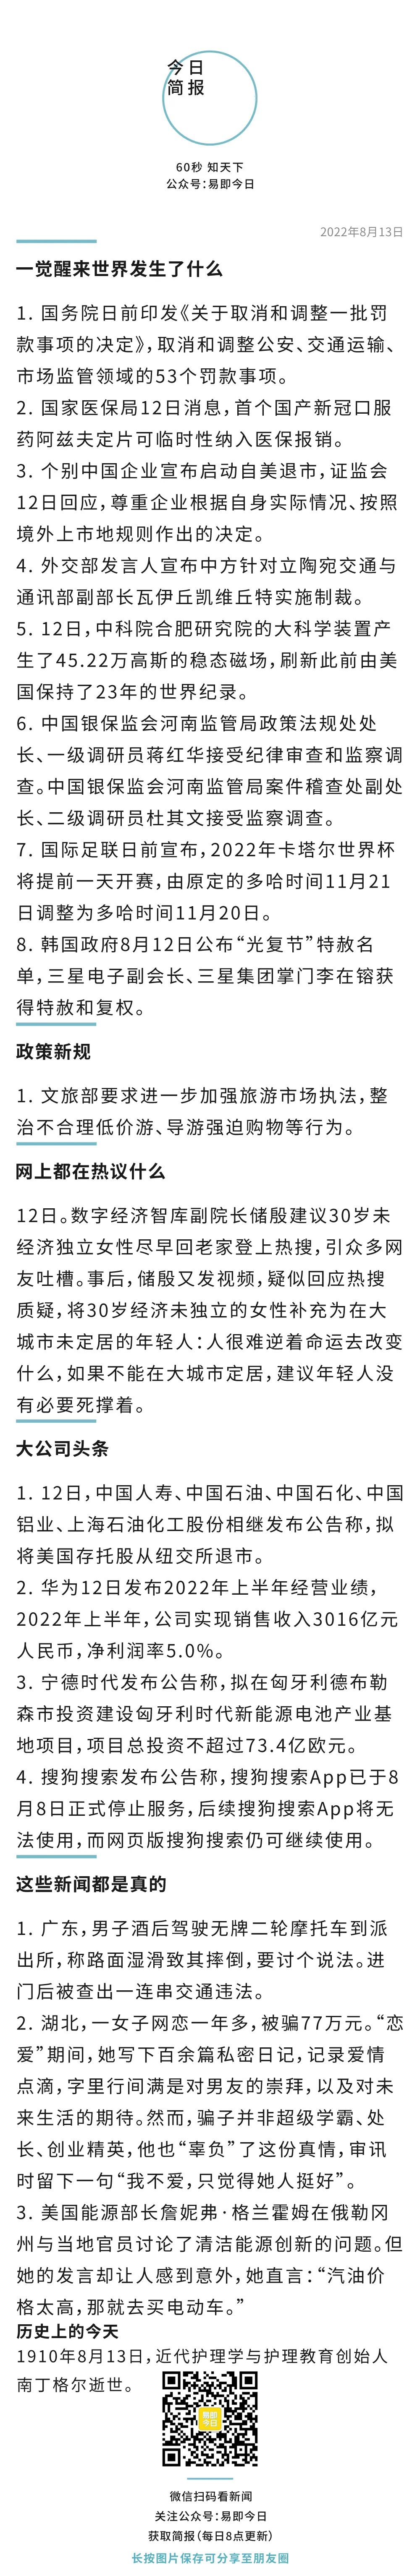 今日
简报
60秒 知天下
公众号：易即今日
2022年8月13日
一觉醒来世界发生了什么
1. 国务院日前印发《关于取消和调整一批罚
款事项的决定》，取消和调整公安、交通运输、
市场监管领域的53个罚款事项。
2. 国家医保局12日消息，首个国产新冠口服
药阿兹夫定片可临时性纳入医保报销。
3. 个别中国企业宣布启动自美退市，证监会
12日回应，尊重企业根据自身实际情况、按照
境外上市地规则作出的决定。
4. 外交部发言人宣布中方针对立陶宛交通与
通讯部副部长瓦伊丘凯维丘特实施制裁。
5. 12日，中科院合肥研究院的大科学装置产
生了45.22万高斯的稳态磁场，刷新此前由美
国保持了23年的世界纪录。
6. 中国银保监会河南监管局政策法规处处
长、一级调研员蒋红华接受纪律审查和监察调
查。中国银保监会河南监管局案件稽查处副处
长、二级调研员杜其文接受监察调查。
7. 国际足联日前宣布，2022年卡塔尔世界杯
将提前一天开赛，由原定的多哈时间11月21
日调整为多哈时间11月20日。
8. 韩国政府8月12日公布“光复节”特赦名
单，三星电子副会长、三星集团掌门李在镕获
得特赦和复权。
政策新规
1. 文旅部要求进一步加强旅游市场执法，整
治不合理低价游、导游强迫购物等行为。
网上都在热议什么
12日。数字经济智库副院长储殷建议30岁未
经济独立女性尽早回老家登上热搜，引众多网
友吐槽。事后，储殷又发视频，疑似回应热搜
质疑，将30岁经济未独立的女性补充为在大
城市未定居的年轻人：人很难逆着命运去改变
什么，如果不能在大城市定居，建议年轻人没
有必要死撑着。
大公司头条
1. 12日，中国人寿、中国石油、中国石化、中国
铝业、上海石油化工股份相继发布公告称，拟
将美国存托股从纽交所退市。
2. 华为12日发布2022年上半年经营业绩，
2022年上半年，公司实现销售收入3016亿元
人民币，净利润率5.0%。
3. 宁德时代发布公告称，拟在匈牙利德布勒
森市投资建设匈牙利时代新能源电池产业基
地项目，项目总投资不超过73.4亿欧元。
4. 搜狗搜索发布公告称，搜狗搜索App已于8
月8日正式停止服务，后续搜狗搜索App将无
法使用，而网页版搜狗搜索仍可继续使用。
这些新闻都是真的
1. 广东，男子酒后驾驶无牌二轮摩托车到派
出所，称路面湿滑致其摔倒，要讨个说法。进
门后被查出一连串交通违法。
2. 湖北，一女子网恋一年多，被骗77万元。“恋
爱”期间，她写下百余篇私密日记，记录爱情
点滴，字里行间满是对男友的崇拜，以及对未
来生活的期待。然而，骗子并非超级学霸、处
长、创业精英，他也“辜负”了这份真情，审讯
时留下一句“我不爱，只觉得她人挺好”。
3. 美国能源部长詹妮弗·格兰霍姆在俄勒冈
州与当地官员讨论了清洁能源创新的问题。但
她的发言却让人感到意外，她直言：“汽油价
格太高，那就去买电动车。”
历史上的今天
1910年8月13日，近代护理学与护理教育创始人
南丁格尔逝世。
易即
今日
微信扫码看新闻
关注公众号：易即今日
获取简报（每日8点更新）
长按图片保存可分享至朋友圈